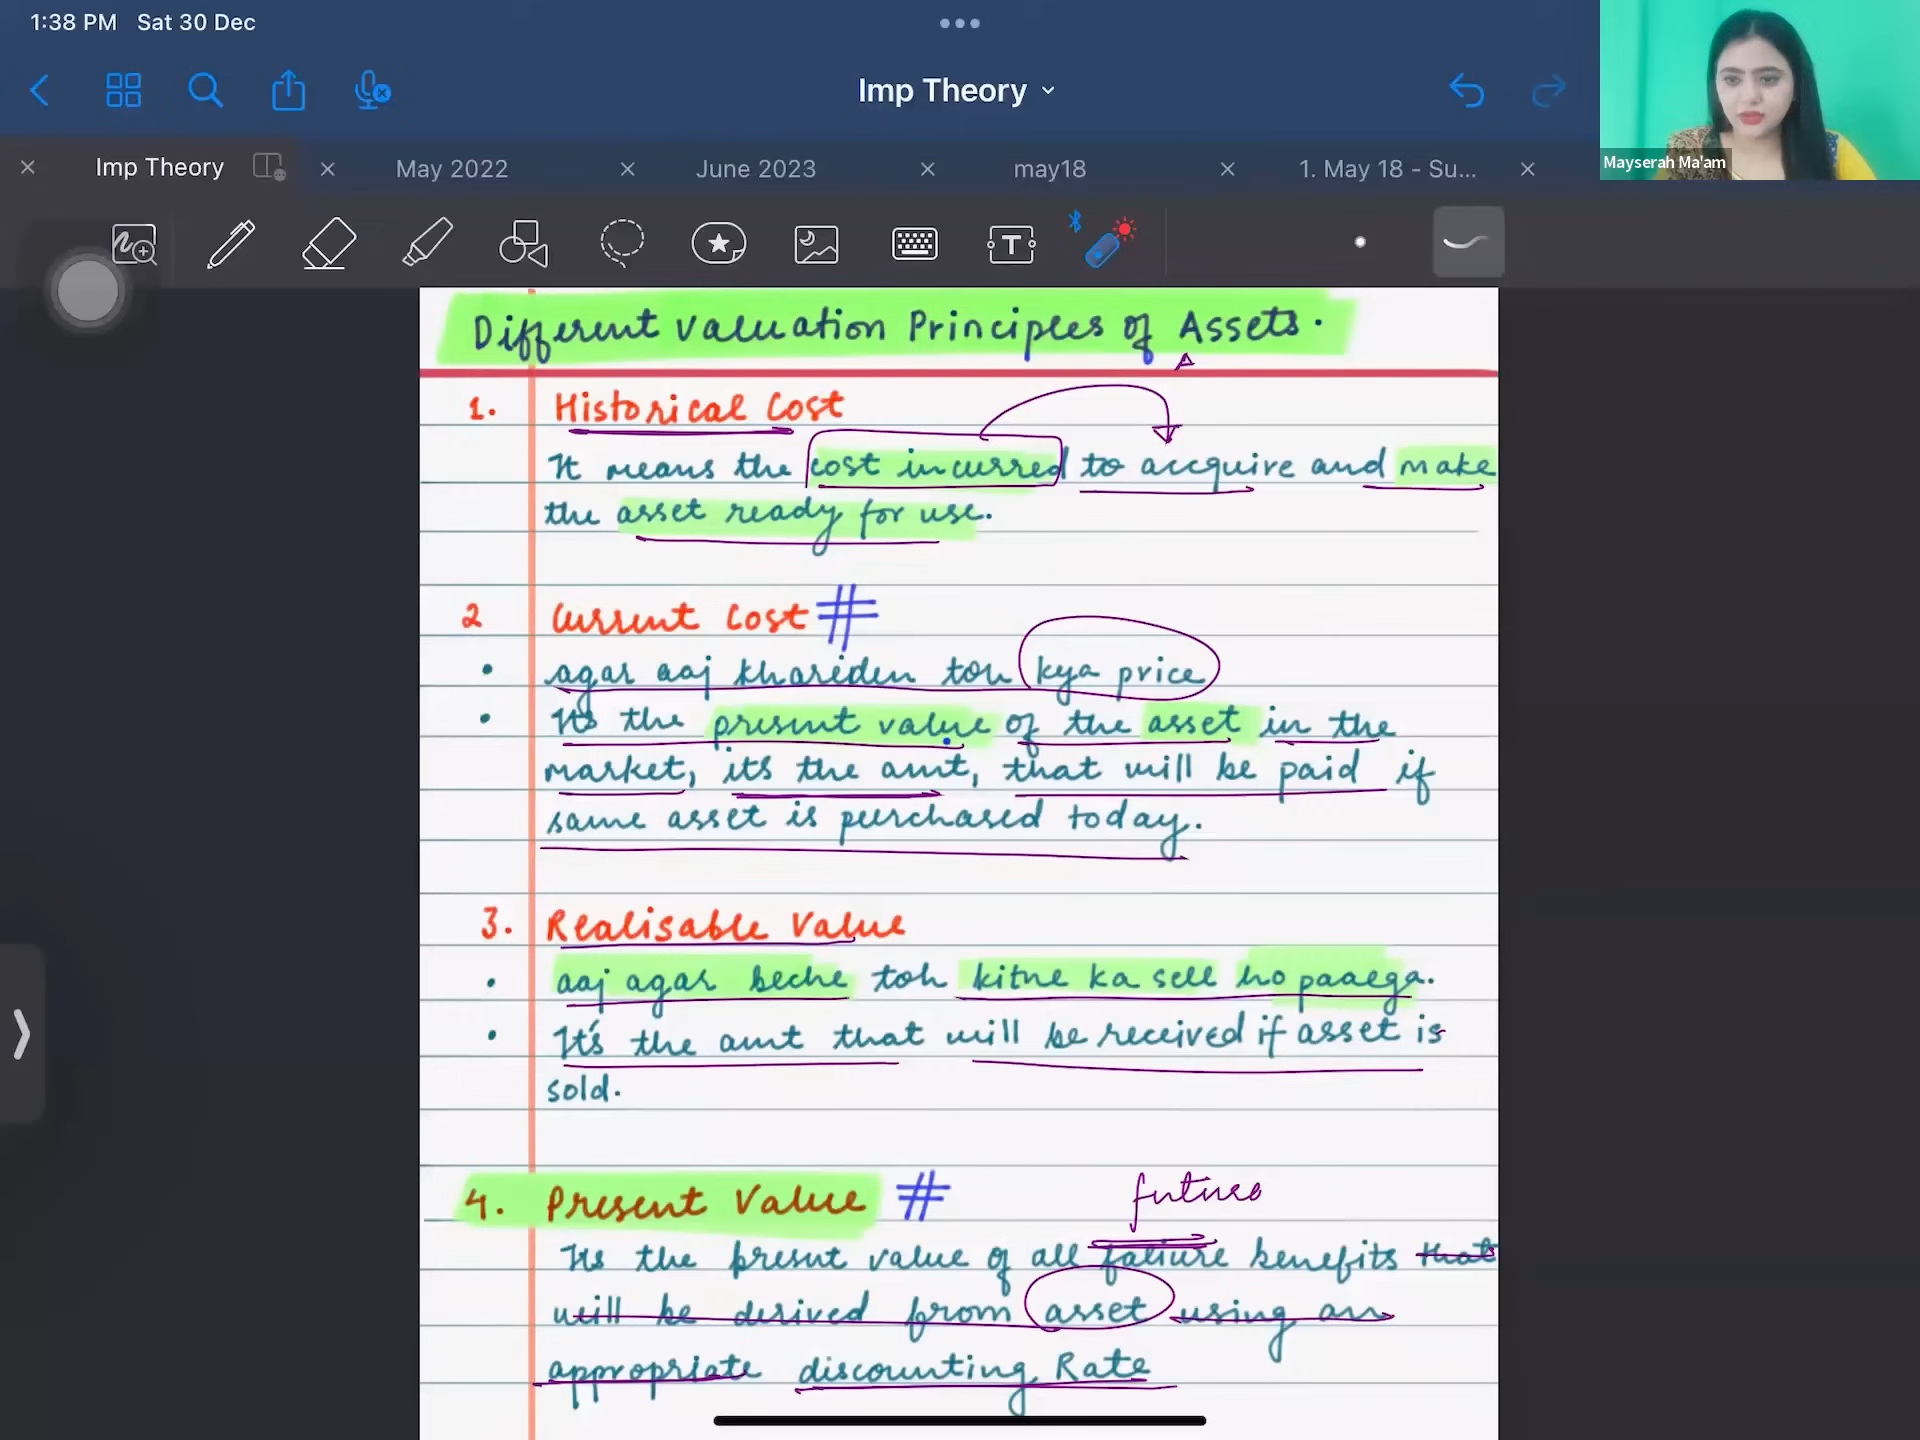 1:38 PM Sat 30 Dec
Imp Theory
Mayserah Ma'am
Imp Theory
May 2022
June 2023
may18
1. May 18 - Su...
T
Different Valuation Principles of Assets.
1. Historical Cost
It means the cost incurred to accquire and make
the asset ready for use.
2 Current Cost #
• agar aaj khariden toh kya price
• Its the present value of the asset in the
market, its the amt, that will be paid if
same asset is purchased today.
3. Realisable Value
• aaj agar beche toh kitne ka sell ho paaega.
• It's the amt that will be received if asset is
sold.
4. Present Value #
future
Its the present value of all faliure benefits that
will be derived from asset using an
appropriate discounting Rate